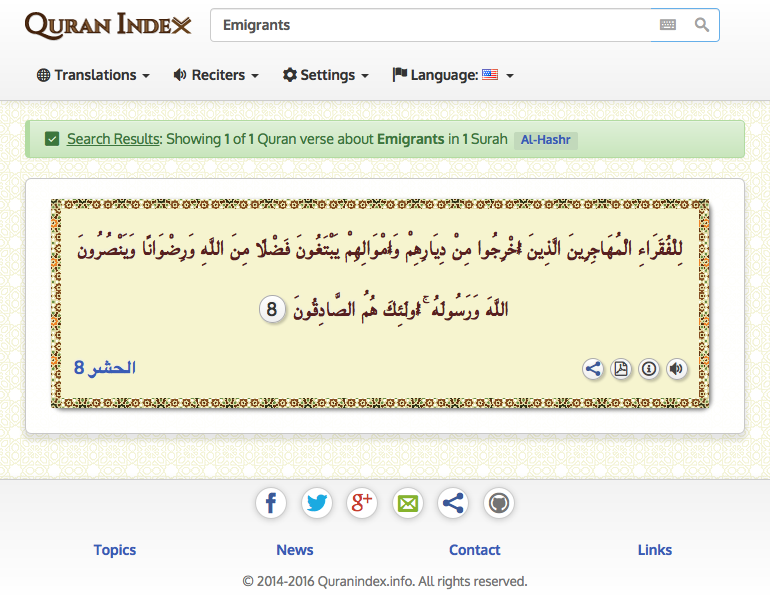 QURAN INDEX
Emigrants
Translations
Reciters
Settings
Language:
Search Results: Showing 1 of 1 Quran verse about Emigrants in 1 Surah Al-Hashr
لِلْفُقَرَاءِ الْمُهَاجِرِينَ الَّذِينَ أُخْرِجُوا مِنْ دِيَارِهِمْ وَأَمْوَالِهِمْ يَبْتَغُونَ فَضْلًا مِنَ اللَّهِ وَرِضْوَانًا وَيَنْصُرُونَ
اللَّهَ وَرَسُولَهُ ۚ أُولَئِكَ هُمُ الصَّادِقُونَ 8
الحشر 8
Topics
News
Contact
Links
© 2014-2016 Quranindex.info. All rights reserved.